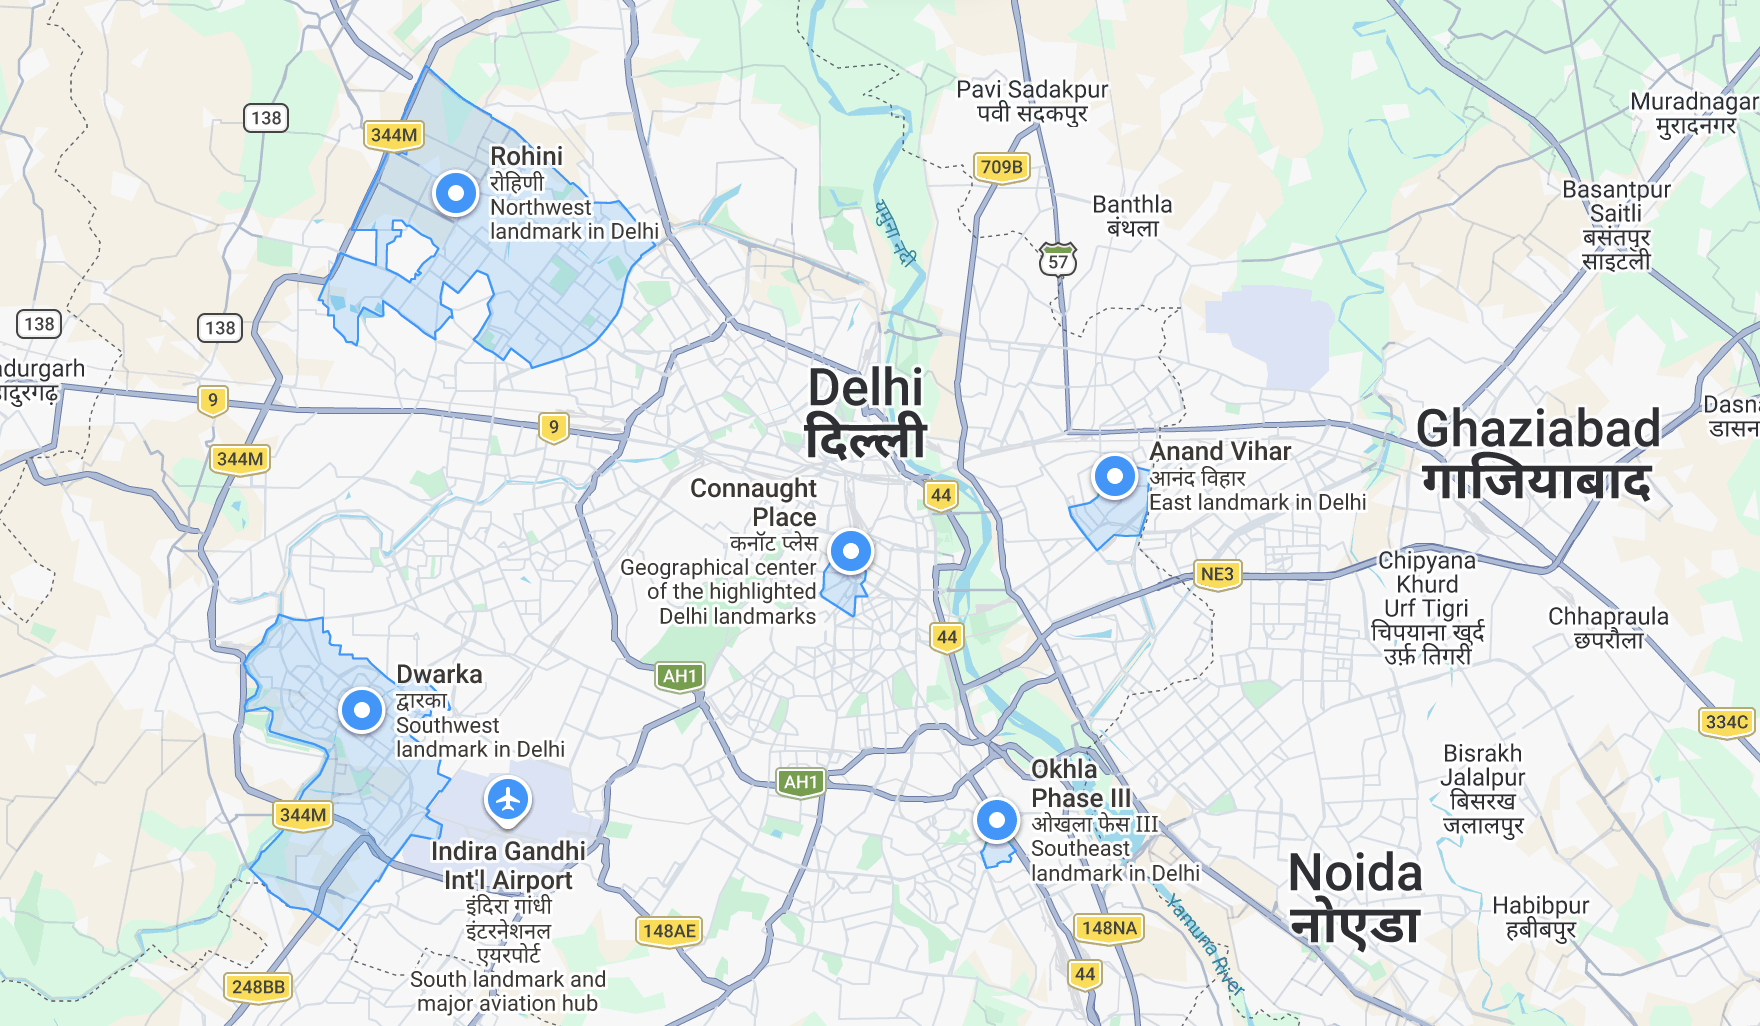 Pavi Sadakpur
पवी सदकपुर
138
344M
Muradnagar
मुरादनगर
Rohini
रोहिणी
Northwest
landmark in Delhi
709B
Banthla
बंथला
Basantpur
Saitli
बसंतपुर
साइटली
यमुना नदी
57
138
138
adurgarh
ादुरगढ़
9
9
344M
Delhi
दिल्ली
Ghaziabad
गाजियाबाद
Dasna
डासन
Anand Vihar
आनंद विहार
East landmark in Delhi
44
Connaught
Place
कनॉट प्लेस
Geographical center
of the highlighted
Delhi landmarks
NE3
Chipyana
Khurd
Urf Tigri
चिपयाना खुर्द
उर्फ़ तिगरी
Chhapraula
छपरौला
44
AH1
Dwarka
द्वारका
Southwest
landmark in Delhi
334C
Bisrakh
Jalalpur
बिसरख
जलालपुर
AH1
344M
Okhla
Phase III
ओखला फेस III
Southeast
landmark in Delhi
Indira Gandhi
Int'l Airport
इंदिरा गांधी
इंटरनेशनल
एयरपोर्ट
South landmark and
major aviation hub
Noida
नोएडा
Habibpur
हबीबपुर
148AE
148NA
Yamuna River
44
248BB